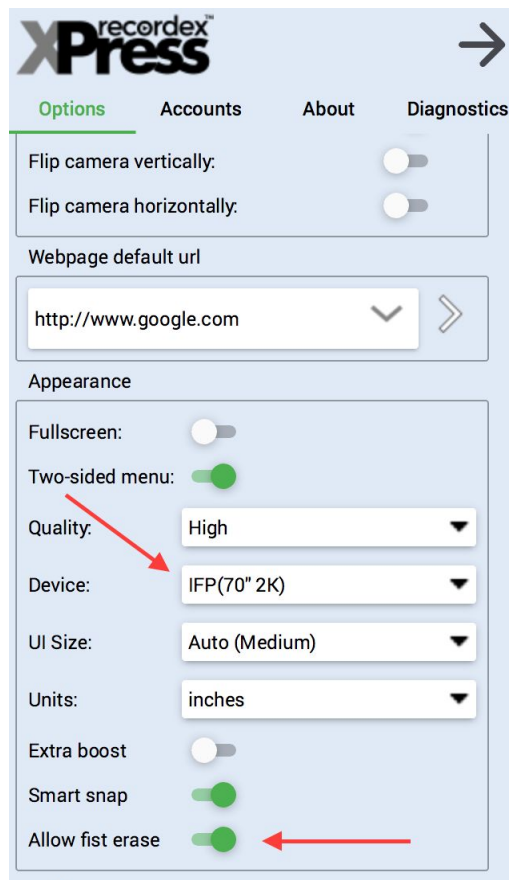 recordex™
XPress
Options Accounts About Diagnostics
Flip camera vertically:
Flip camera horizontally:
Webpage default url
http://www.google.com
Appearance
Fullscreen:
Two-sided menu:
Quality: High
Device: IFP(70" 2K)
UI Size: Auto (Medium)
Units: inches
Extra boost
Smart snap
Allow fist erase